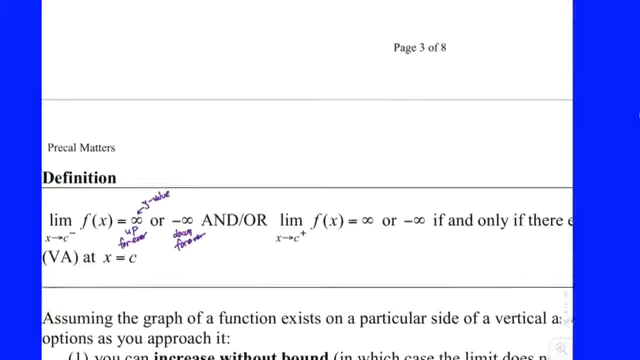 Page 3 of 8
Precal Matters
Definition
y-value
lim f(x) = ∞ or −∞ AND/OR lim f(x) = ∞ or −∞ if and only if there e
x→c⁻ x→c⁺
up forever
down forever
(VA) at x = c
Assuming the graph of a function exists on a particular side of a vertical as
options as you approach it:
(1) you can increase without bound (in which case the limit does n